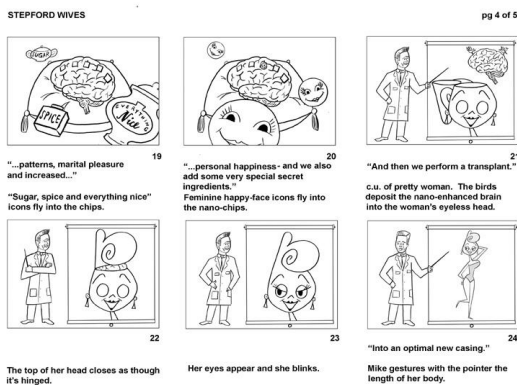 STEPFORD WIVES
pg 4 of 5
SUGAR
SPICE
EVERYTHING
Nice
19
"...patterns, marital pleasure
and increased..."
"Sugar, spice and everything nice"
icons fly into the chips.
20
"...personal happiness- and we also
add some very special secret
ingredients."
Feminine happy-face icons fly into
the nano-chips.
21
"And then we perform a transplant."
c.u. of pretty woman. The birds
deposit the nano-enhanced brain
into the woman's eyeless head.
22
The top of her head closes as though
it's hinged.
23
Her eyes appear and she blinks.
24
"Into an optimal new casing."
Mike gestures with the pointer the
length of her body.